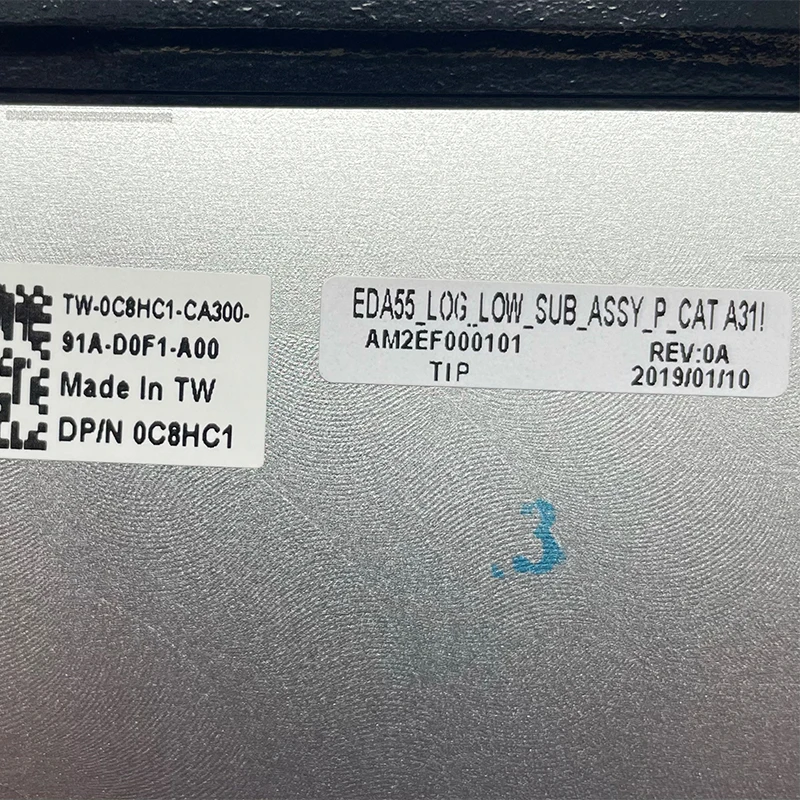 TW-0C8HC1-CA300-
91A-D0F1-A00
Made In TW
DP/N 0C8HC1
EDA55_LOG_LOW_SUB_ASSY_P_CAT A31!
AM2EF000101
REV:0A
TIP
2019/01/10
3